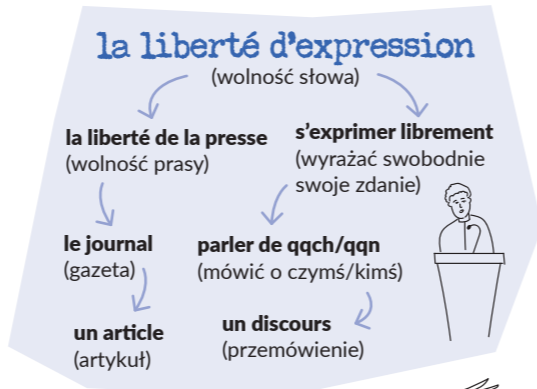 la liberté d'expression
(wolność słowa)
la liberté de la presse
(wolność prasy)
s'exprimer librement
(wyrażać swobodnie
swoje zdanie)
le journal
(gazeta)
parler de qqch/qqn
(mówić o czymś/kimś)
un article
(artykuł)
un discours
(przemówienie)